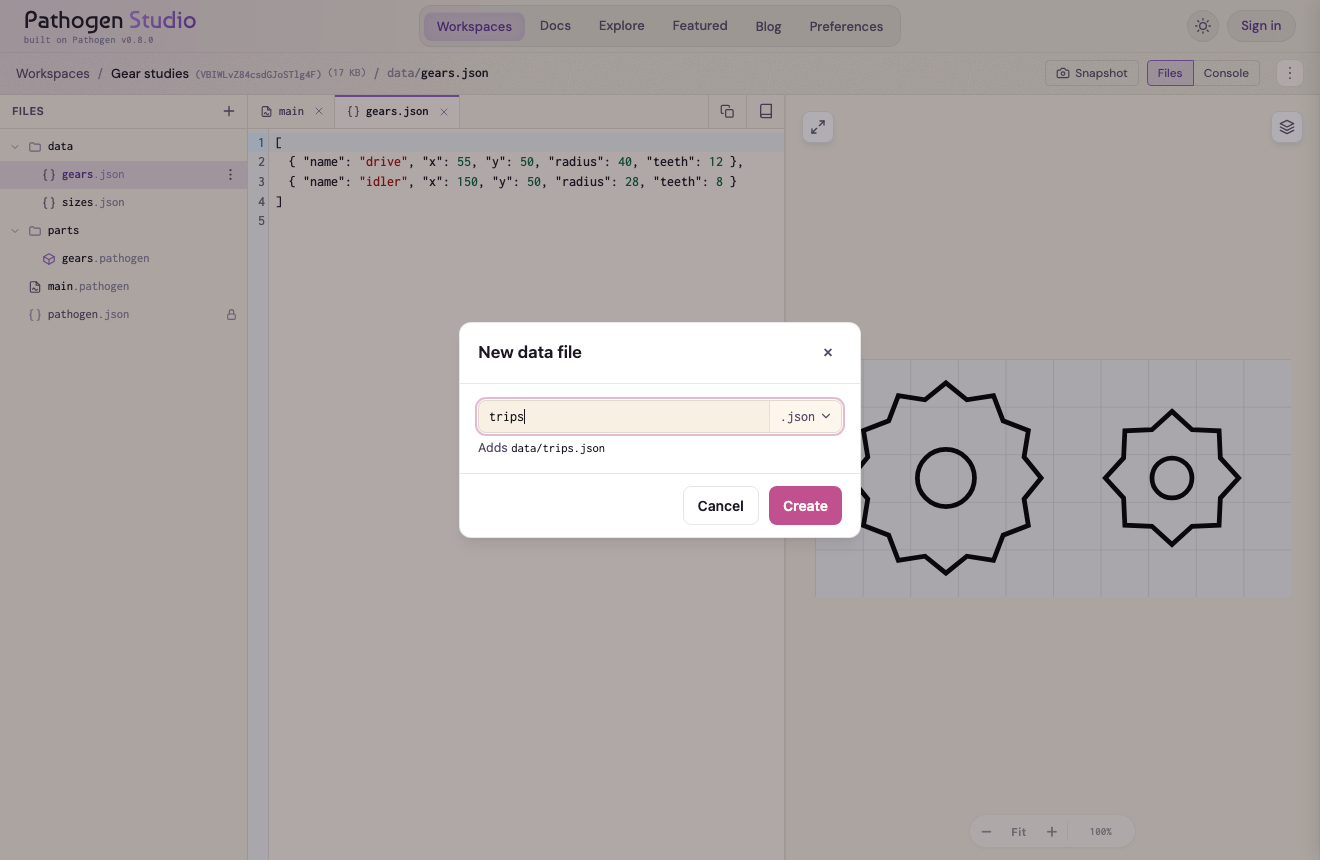 Pathogen Studio
built on Pathogen v0.8.0
Workspaces Docs Explore Featured Blog Preferences
Sign in
Workspaces / Gear studies (VBIWLvZ84csdGJoSTlg4F) (17 KB) / data/gears.json
Snapshot Files Console
FILES
main
{} gears.json
data
{} gears.json
{} sizes.json
parts
gears.pathogen
main.pathogen
{} pathogen.json
1 [
2 { "name": "drive", "x": 55, "y": 50, "radius": 40, "teeth": 12 },
3 { "name": "idler", "x": 150, "y": 50, "radius": 28, "teeth": 8 }
4 ]
5
New data file
trips .json
Adds data/trips.json
Cancel Create
Fit 100%